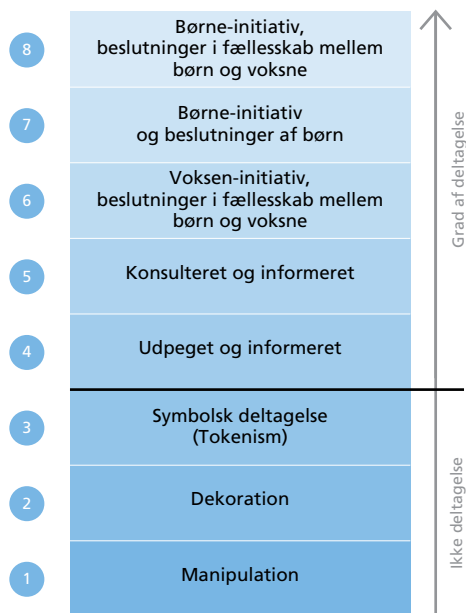 8
Børne-initiativ,
beslutninger i fællesskab mellem
børn og voksne
7
Børne-initiativ
og beslutninger af børn
6
Voksen-initiativ,
beslutninger i fællesskab mellem
børn og voksne
5
Konsulteret og informeret
4
Udpeget og informeret
3
Symbolsk deltagelse
(Tokenism)
2
Dekoration
1
Manipulation
Grad af deltagelse
Ikke deltagelse